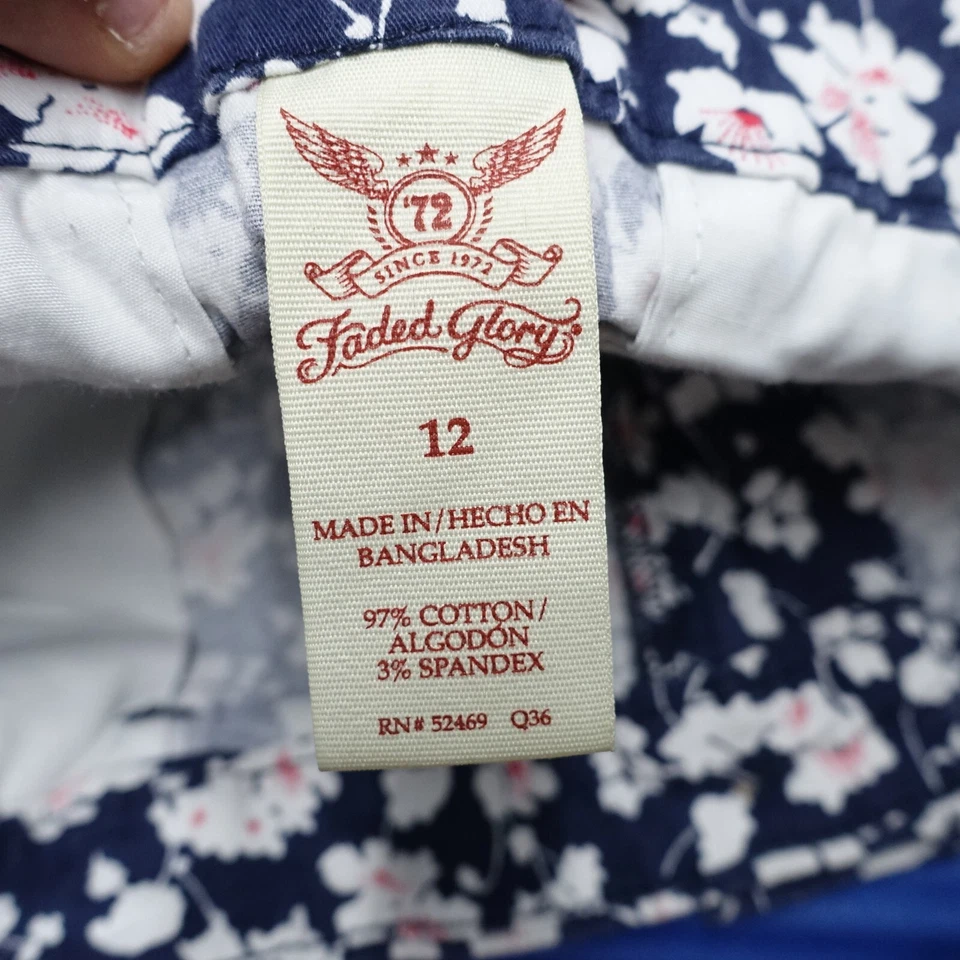 '72
SINCE 1972
Faded Glory
12
MADE IN/HECHO EN
BANGLADESH
97% COTTON/
ALGODÓN
3% SPANDEX
RN# 52469 Q36